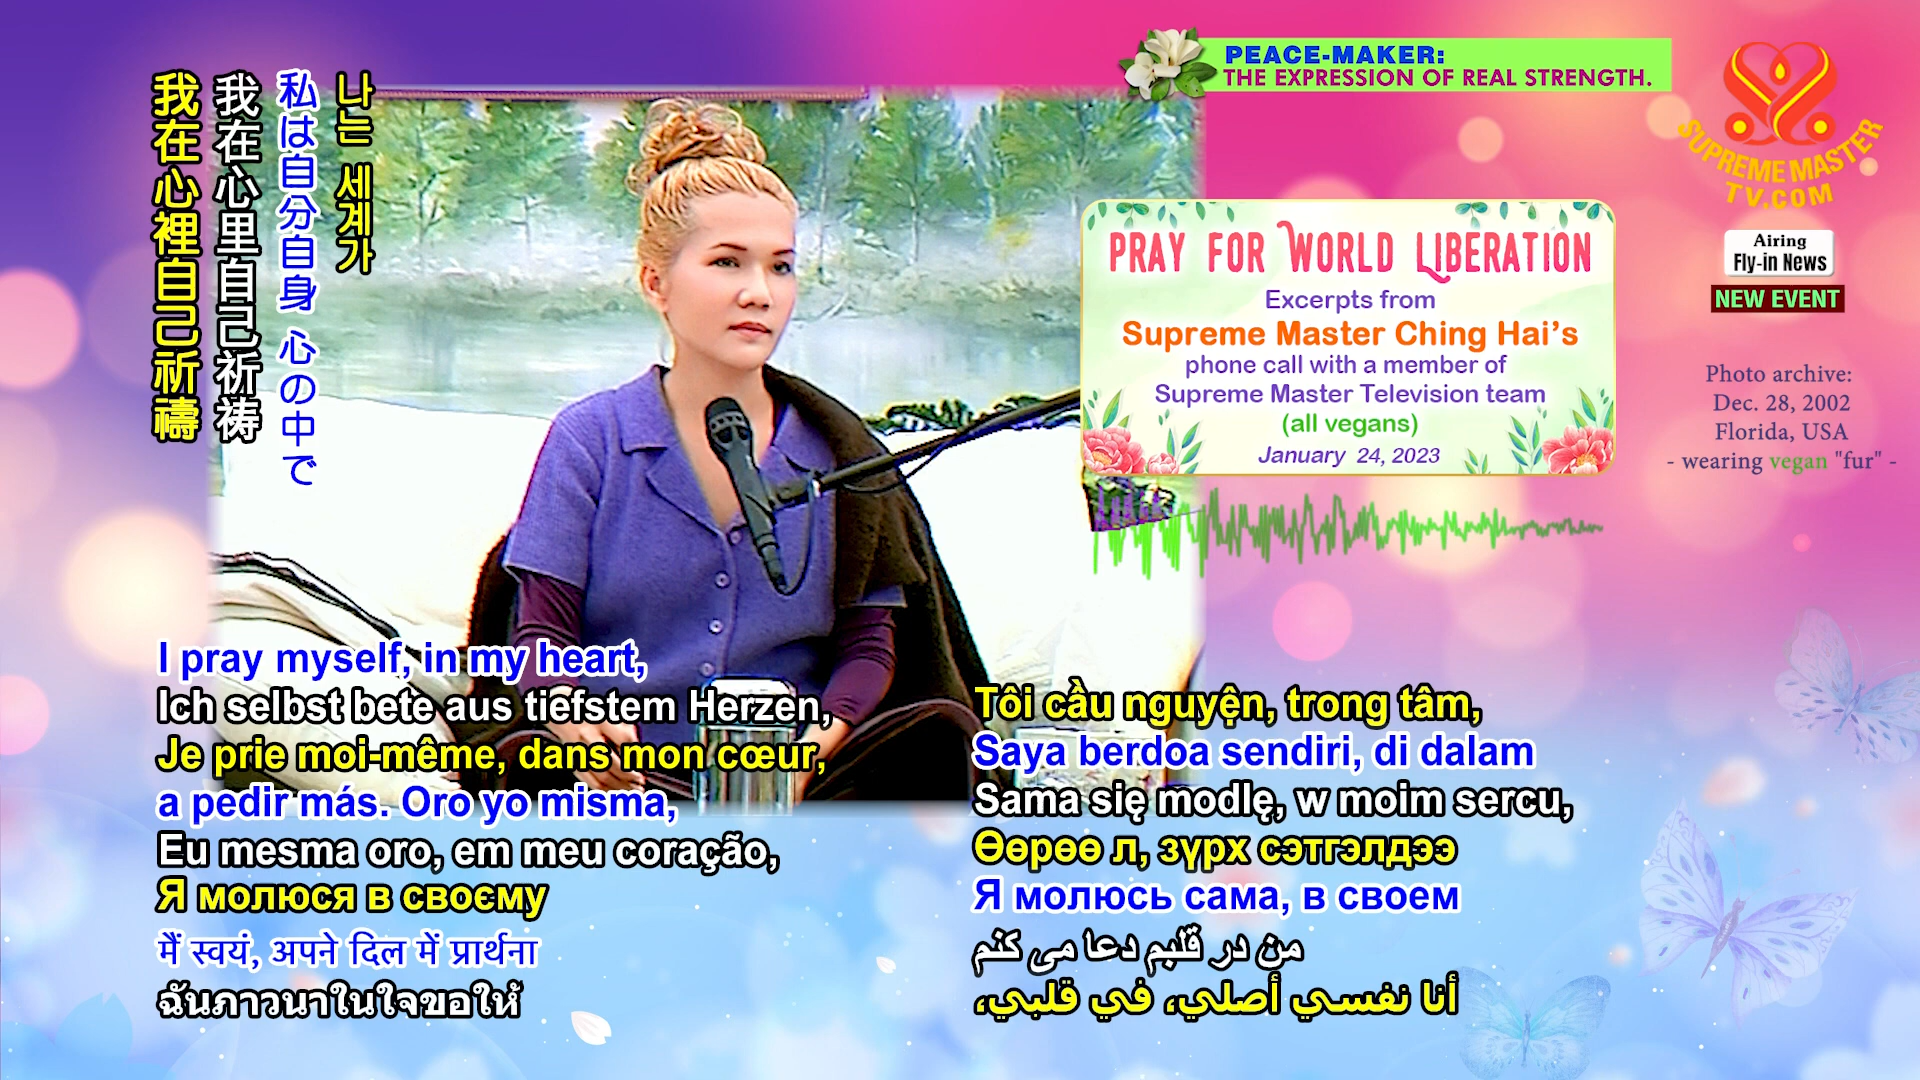 PEACE-MAKER:
THE EXPRESSION OF REAL STRENGTH.
SUPREME MASTER
TV.COM
Airing
Fly-in News
NEW EVENT
Photo archive:
Dec. 28, 2002
Florida, USA
- wearing vegan "fur" -
PRAY FOR WORLD LIBERATION
Excerpts from
Supreme Master Ching Hai’s
phone call with a member of
Supreme Master Television team
(all vegans)
January 24, 2023
나는 세계가
私は自分自身 心の中で
我在心里自己祈祷
我在心裡自己祈禱
I pray myself, in my heart,
Ich selbst bete aus tiefstem Herzen,
Je prie moi-même, dans mon cœur,
a pedir más. Oro yo misma,
Eu mesma oro, em meu coração,
Я молюся в своєму
मैं स्वयं, अपने दिल में प्रार्थना
ฉันภาวนาในใจขอให้
Tôi cầu nguyện, trong tâm,
Saya berdoa sendiri, di dalam
Sama się modlę, w moim sercu,
Өөрөө л, зүрх сэтгэлдээ
Я молюсь сама, в своем
من در قلبم دعا می کنم
أنا نفسي أصلي، في قلبي،